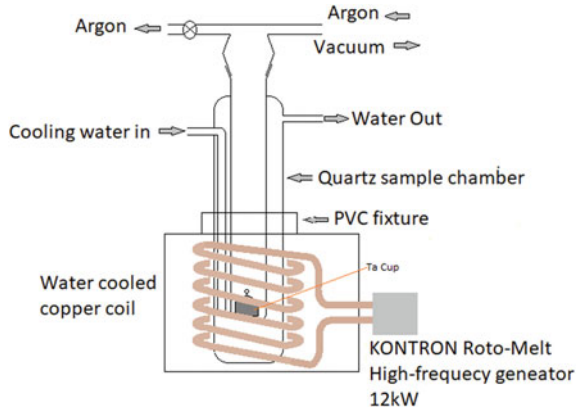 Argon
Argon
Vacuum
Cooling water in
Water Out
Quartz sample chamber
PVC fixture
Ta Cup
Water cooled
copper coil
KONTRON Roto-Melt
High-frequecy geneator
12kW